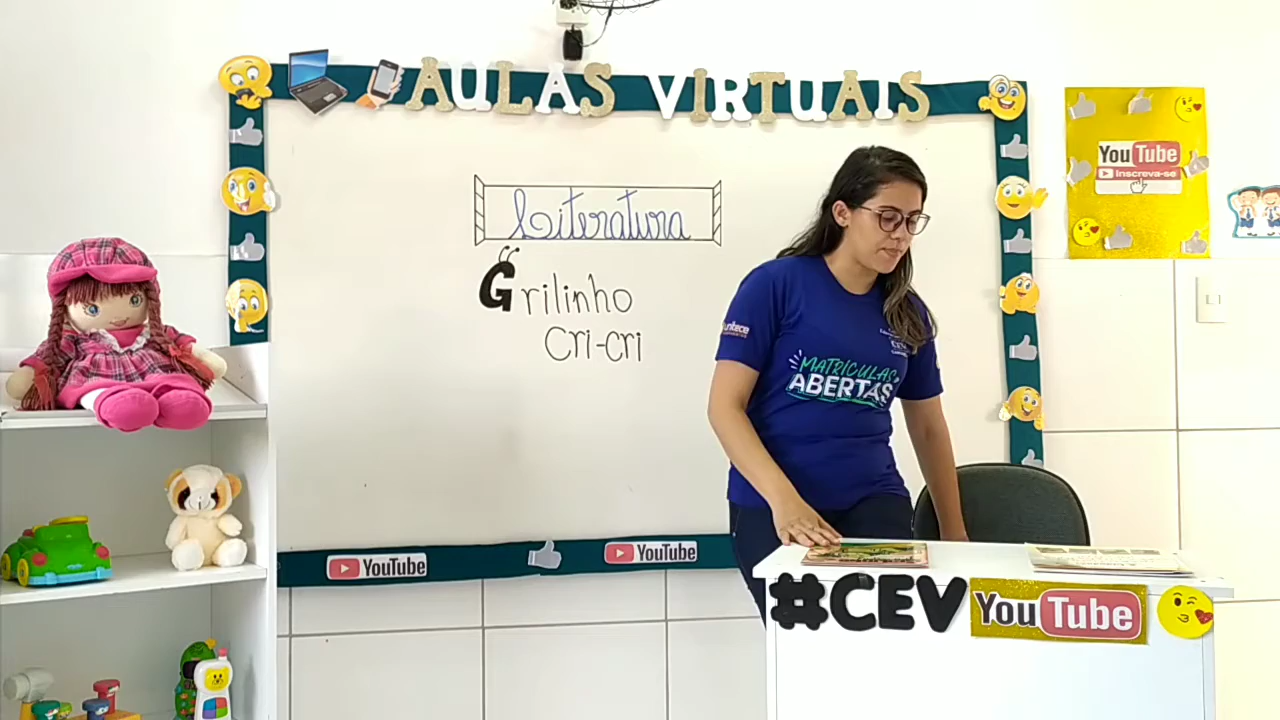 AULAS VIRTUAIS
Literatura
Grilinho
Cri-Cri
YouTube
Inscreva-se
MATRÍCULAS
ABERTAS
YouTube
YouTube
#CEV
YouTube